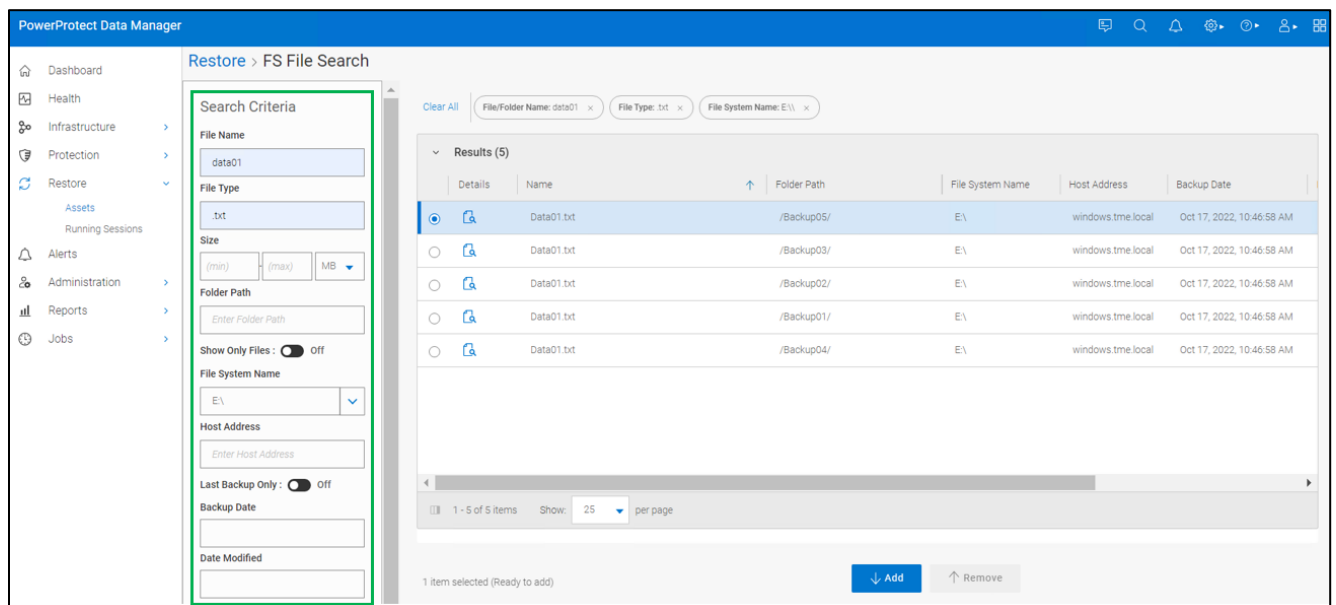 PowerProtect Data Manager
Dashboard
Health
Infrastructure
Protection
Restore
Assets
Running Sessions
Alerts
Administration
Reports
Jobs
Restore > FS File Search
Search Criteria
File Name
data01
File Type
.txt
Size
(min) - (max) MB
Folder Path
Enter Folder Path
Show Only Files : Off
File System Name
E:\
Host Address
Enter Host Address
Last Backup Only : Off
Backup Date
Date Modified
Clear All File/Folder Name: data01 × File Type: .txt × File System Name: E:\\ ×
Results (5)
Details Name Folder Path File System Name Host Address Backup Date
Data01.txt /Backup05/ E:\ windows.tme.local Oct 17, 2022, 10:46:58 AM
Data01.txt /Backup03/ E:\ windows.tme.local Oct 17, 2022, 10:46:58 AM
Data01.txt /Backup02/ E:\ windows.tme.local Oct 17, 2022, 10:46:58 AM
Data01.txt /Backup01/ E:\ windows.tme.local Oct 17, 2022, 10:46:58 AM
Data01.txt /Backup04/ E:\ windows.tme.local Oct 17, 2022, 10:46:58 AM
1 - 5 of 5 items Show: 25 per page
1 item selected (Ready to add) Add Remove